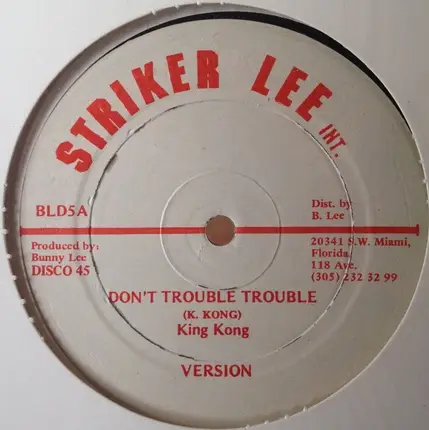 STRIKER LEE INT.
BLD5A
Dist. by
B. Lee
Produced by:
Bunny Lee
DISCO 45
20341 S.W. Miami,
Florida,
118 Ave.
(305) 232 32 99
DON'T TROUBLE TROUBLE
(K. KONG)
King Kong
VERSION